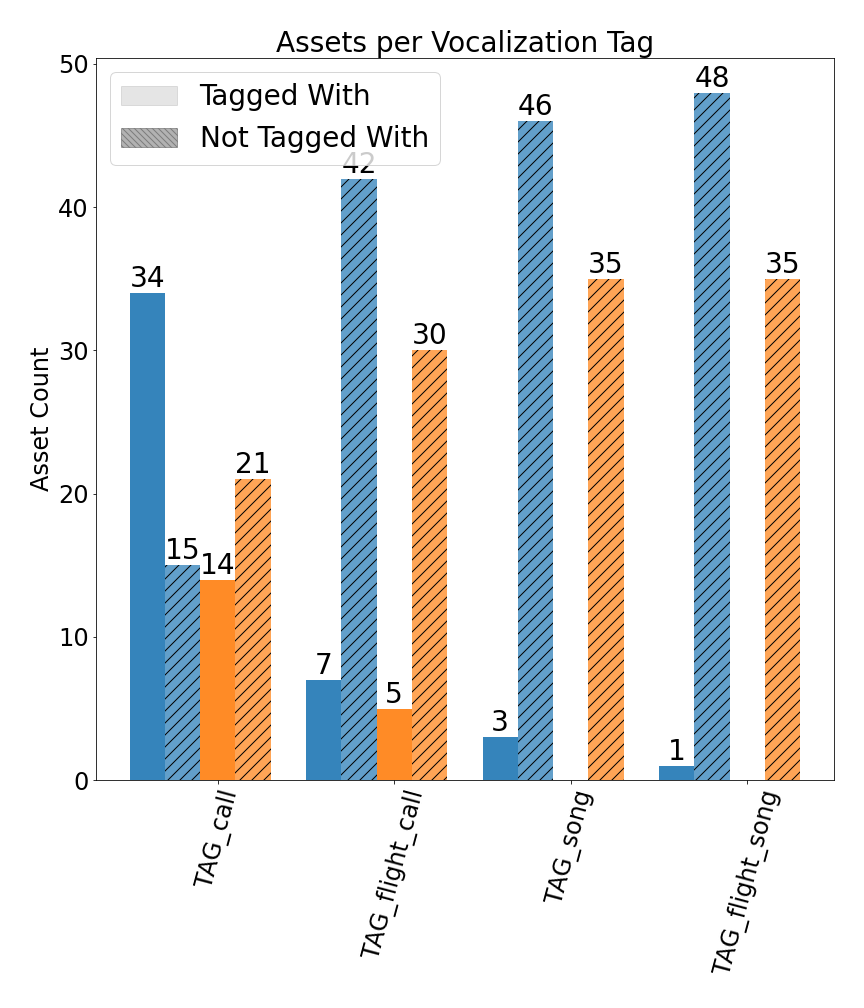 Assets per Vocalization Tag
Tagged With
Not Tagged With
Asset Count
50
40
30
20
10
0
34
15
14
21
7
42
5
30
3
46
35
1
48
35
TAG_call
TAG_flight_call
TAG_song
TAG_flight_song